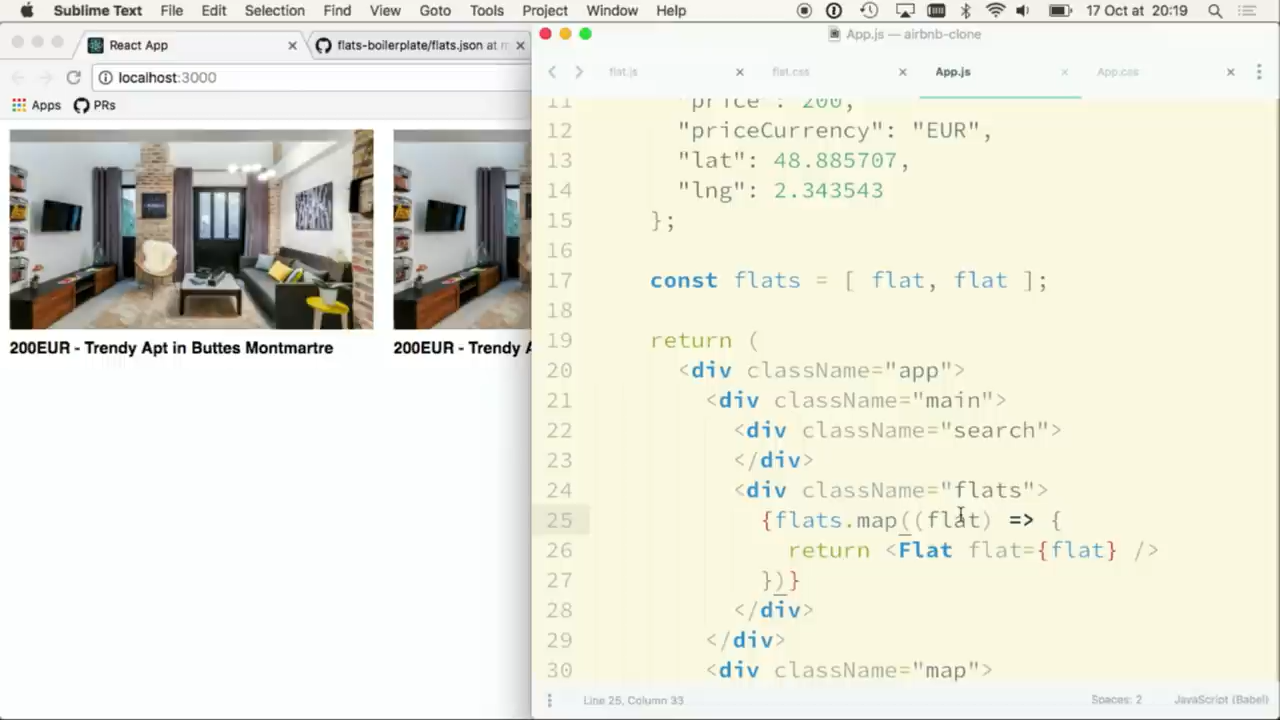 Sublime Text File Edit Selection Find View Goto Tools Project Window Help 17 Oct at 20:19
React App × flats-boilerplate/flats.json at ×
localhost:3000
Apps PRs
200EUR - Trendy Apt in Buttes Montmartre
200EUR - Trendy A
App.js — airbnb-clone
flat.js × flat.css × App.js × App.css ×
11 "price": 200,
12 "priceCurrency": "EUR",
13 "lat": 48.885707,
14 "lng": 2.343543
15 };
16
17 const flats = [ flat, flat ];
18
19 return (
20 <div className="app">
21 <div className="main">
22 <div className="search">
23 </div>
24 <div className="flats">
25 {flats.map((flat) => {
26 return <Flat flat={flat} />
27 })}
28 </div>
29 </div>
30 <div className="map">
Line 25, Column 33 Spaces: 2 JavaScript (Babel)